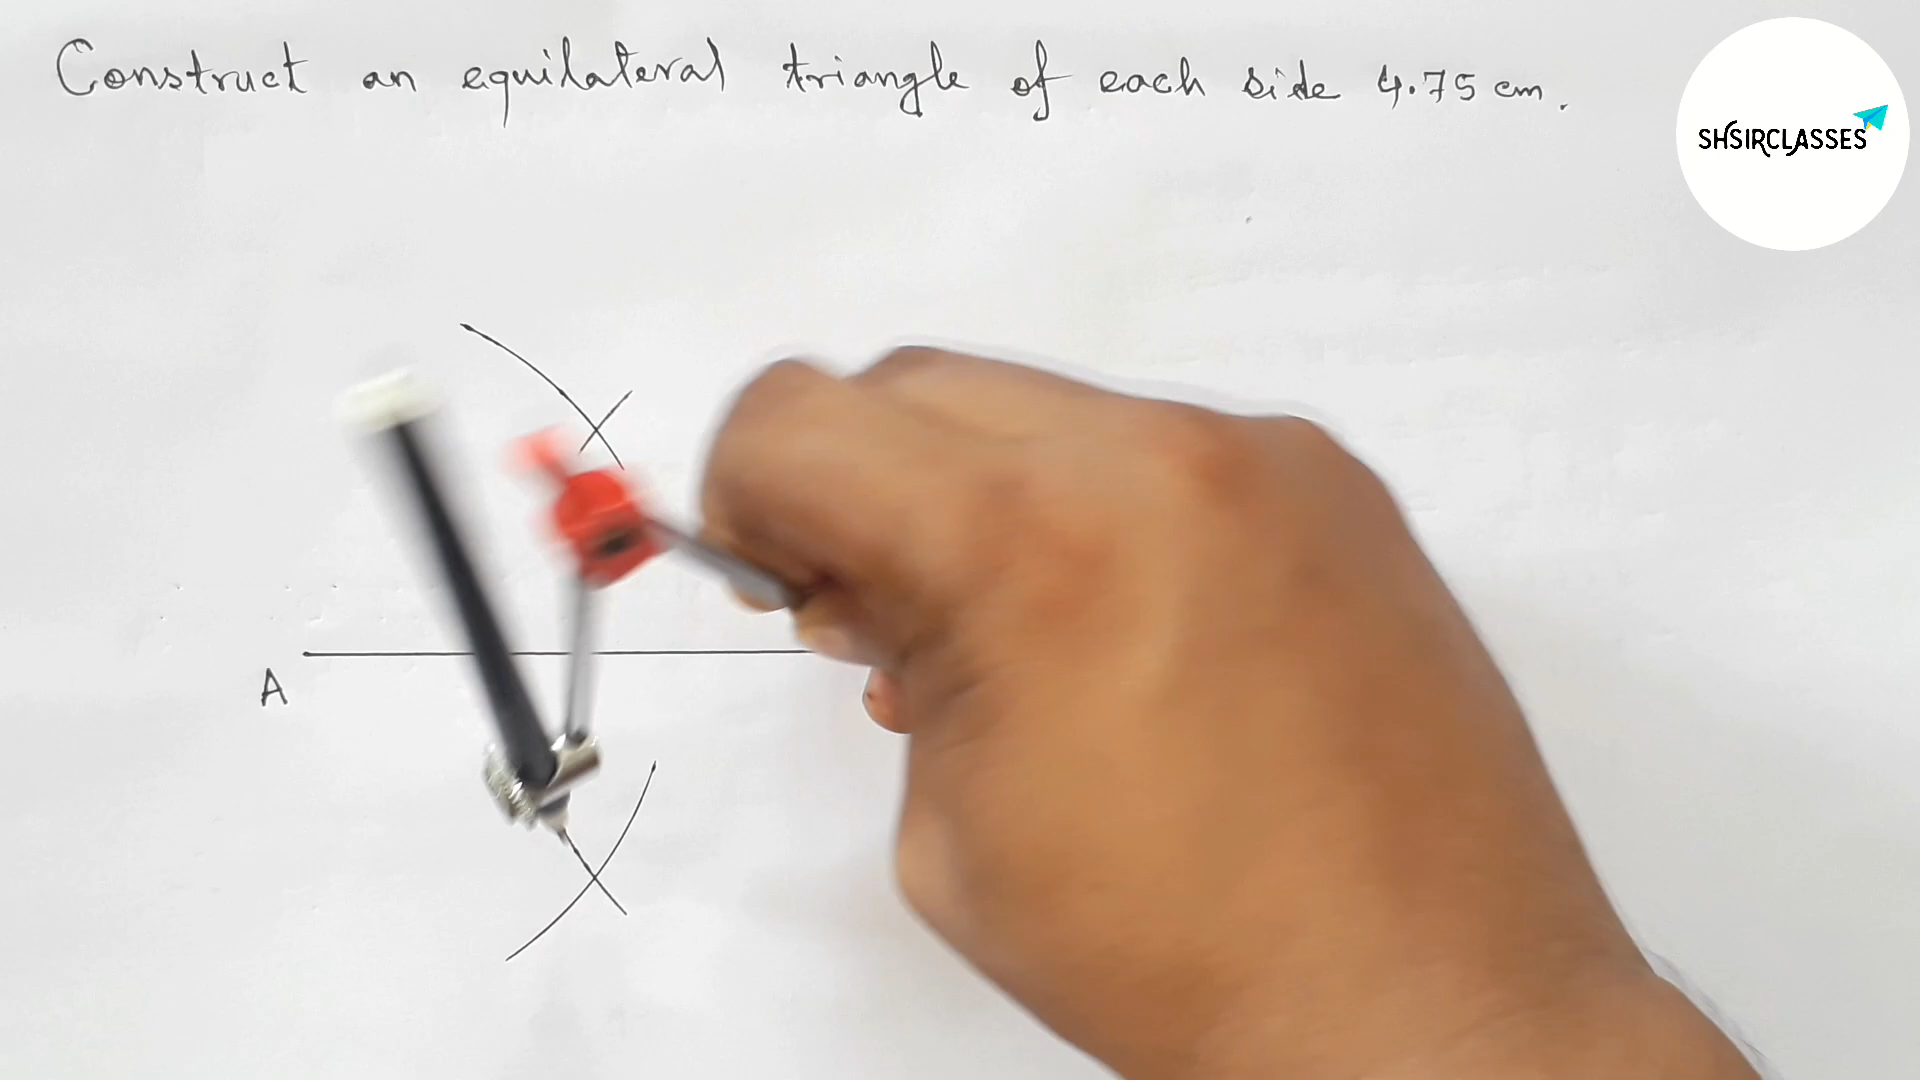 Construct an equilateral triangle of each side 4.75 cm.
SHSIRCLASSES
A